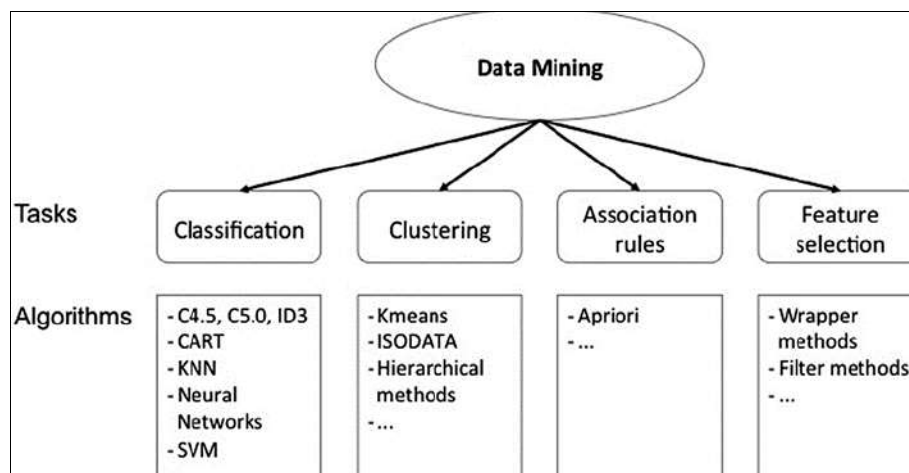 Data Mining
Tasks
Classification
Clustering
Association
rules
Feature
selection
Algorithms
- C4.5, C5.0, ID3
- CART
- KNN
- Neural
Networks
- SVM
- Kmeans
- ISODATA
- Hierarchical
methods
- ...
- Apriori
- ...
- Wrapper
methods
- Filter methods
- ...